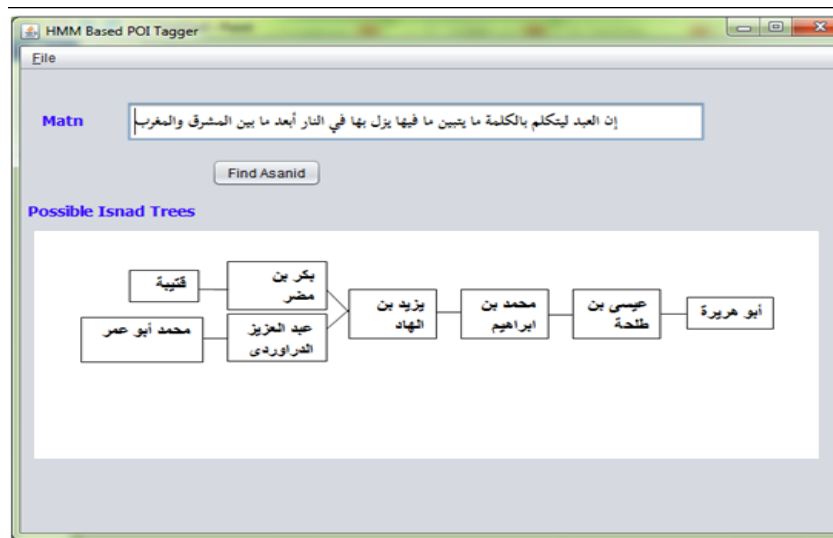 HMM Based POI Tagger
File
Matn
إن العبد ليتكلم بالكلمة ما يتبين ما فيها يزل بها في النار أبعد ما بين المشرق والمغرب
Find Asanid
Possible Isnad Trees
قتيبة
بكر بن
مضر
محمد أبو عمر
عبد العزيز
الدراوردى
يزيد بن
الهاد
محمد بن
ابراهيم
عيسى بن
طلحة
أبو هريرة